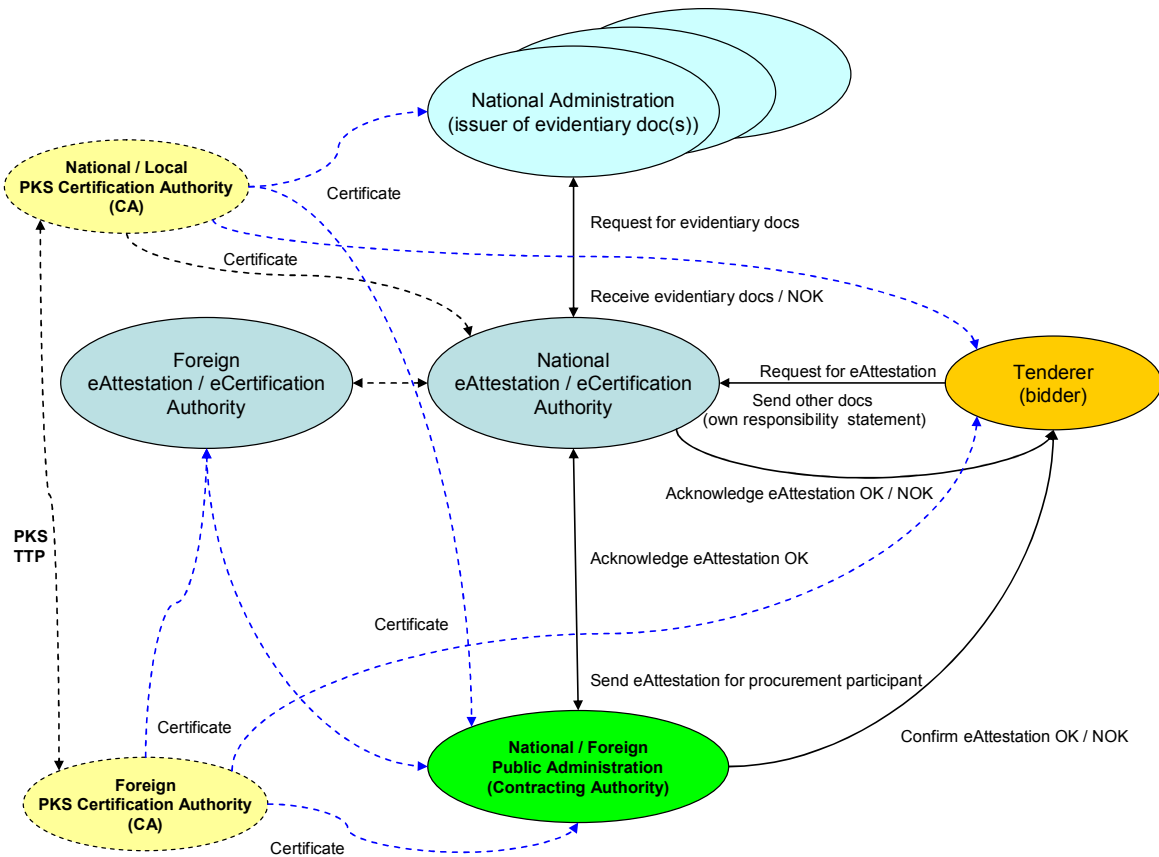 National Administration
(issuer of evidentiary doc(s))
National / Local
PKS Certification Authority
(CA)
Certificate
Request for evidentiary docs
Certificate
Receive evidentiary docs / NOK
Foreign
eAttestation / eCertification
Authority
National
eAttestation / eCertification
Authority
Request for eAttestation
Send other docs
(own responsibility statement)
Tenderer
(bidder)
Acknowledge eAttestation OK / NOK
PKS
TTP
Acknowledge eAttestation OK
Certificate
Send eAttestation for procurement participant
Certificate
National / Foreign
Public Administration
(Contracting Authority)
Confirm eAttestation OK / NOK
Foreign
PKS Certification Authority
(CA)
Certificate